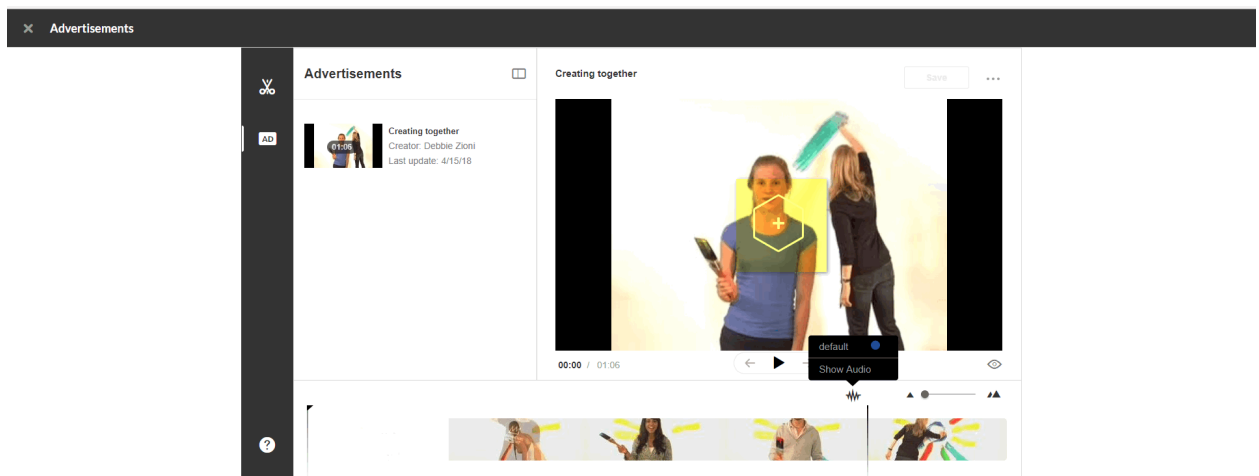 Advertisements
AD
Advertisements
01:06
Creating together
Creator: Debbie Zioni
Last update: 4/15/18
Creating together
Save
00:00 / 01:06
default
Show Audio
?